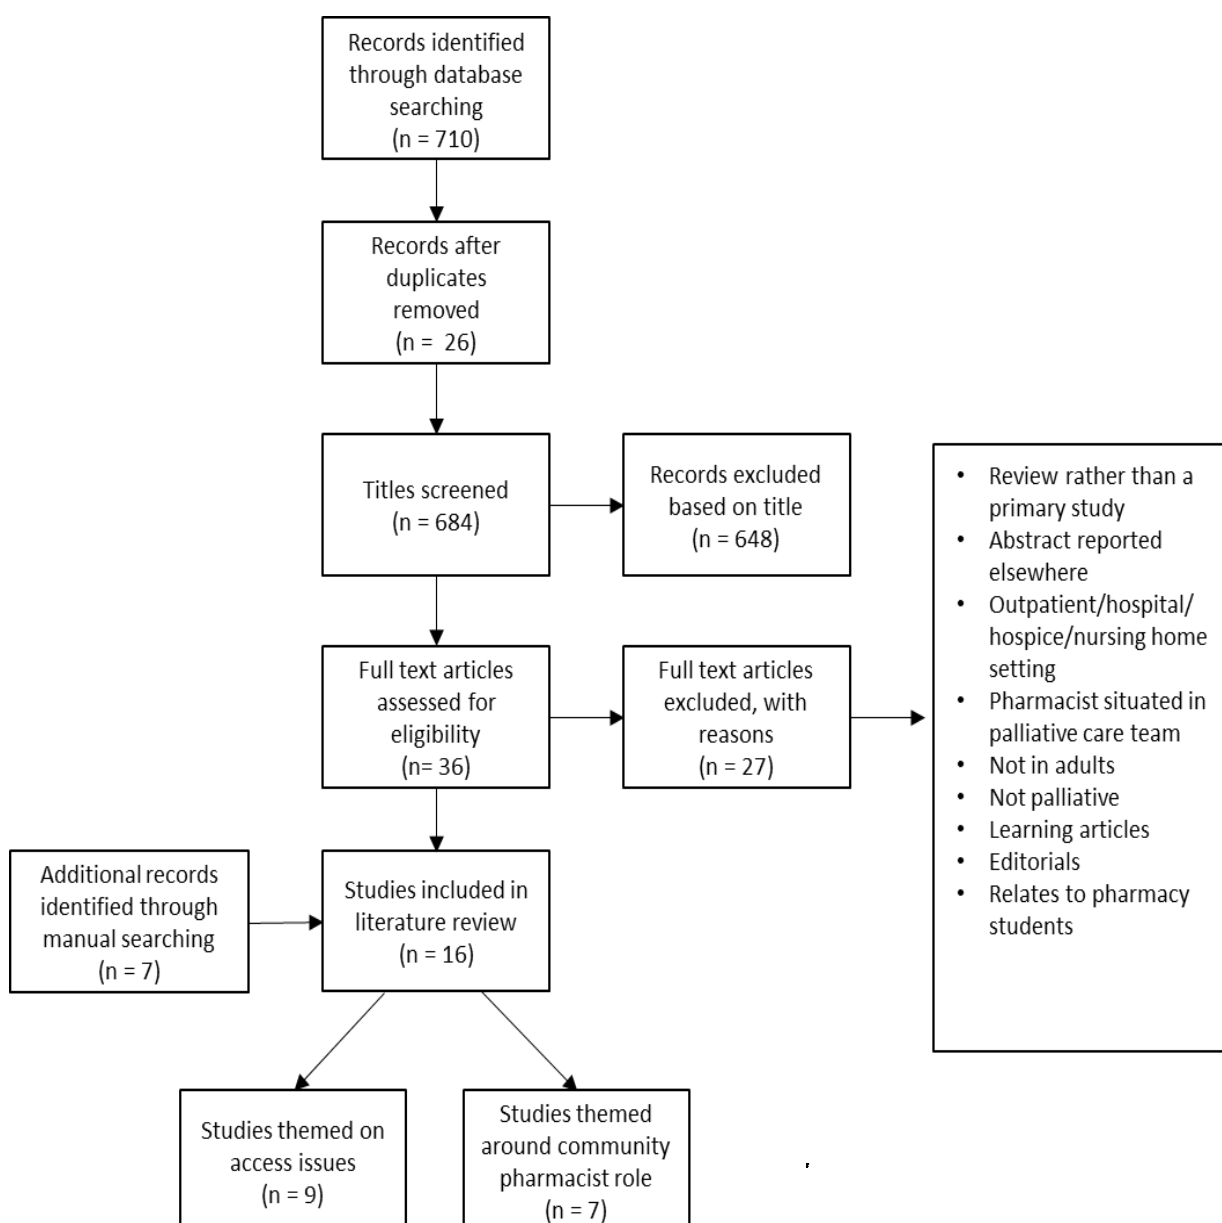 Records identified
through database
searching
(n = 710)
Records after
duplicates
removed
(n =  26)
Titles screened
(n = 684)
Records excluded
based on title
(n = 648)
Full text articles
assessed for
eligibility
(n= 36)
Full text articles
excluded, with
reasons
(n = 27)
• Review rather than a
primary study
• Abstract reported
elsewhere
• Outpatient/hospital/
hospice/nursing home
setting
• Pharmacist situated in
palliative care team
• Not in adults
• Not palliative
• Learning articles
• Editorials
• Relates to pharmacy
students
Additional records
identified through
manual searching
(n = 7)
Studies included in
literature review
(n = 16)
Studies themed on
access issues
(n = 9)
Studies themed
around community
pharmacist role
(n = 7)